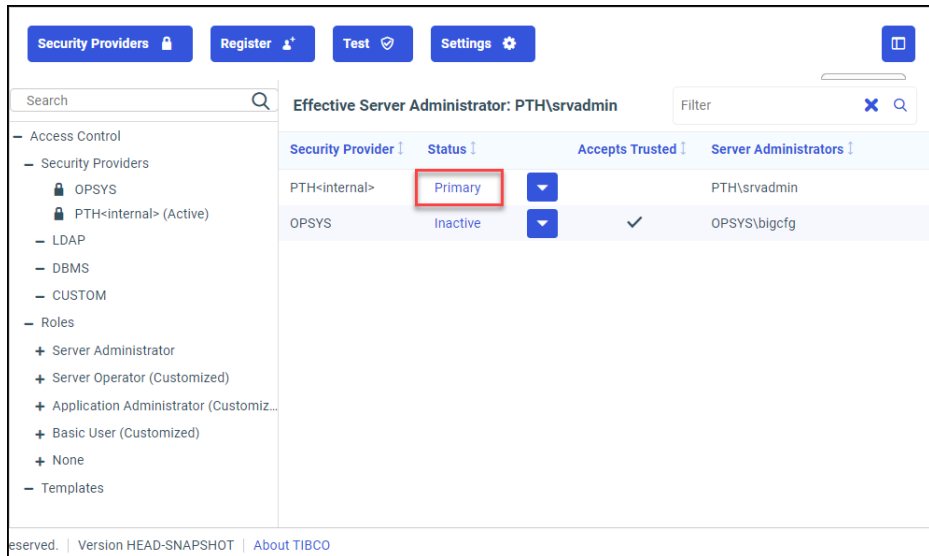 Security Providers
Register
Test
Settings
Search
Access Control
Security Providers
OPSYS
PTH<internal> (Active)
LDAP
DBMS
CUSTOM
Roles
Server Administrator
Server Operator (Customized)
Application Administrator (Customiz...
Basic User (Customized)
None
Templates
Effective Server Administrator: PTH\srvadmin
Filter
Security Provider Status Accepts Trusted Server Administrators
PTH<internal> Primary PTH\srvadmin
OPSYS Inactive OPSYS\bigcfg
eserved. | Version HEAD-SNAPSHOT | About TIBCO